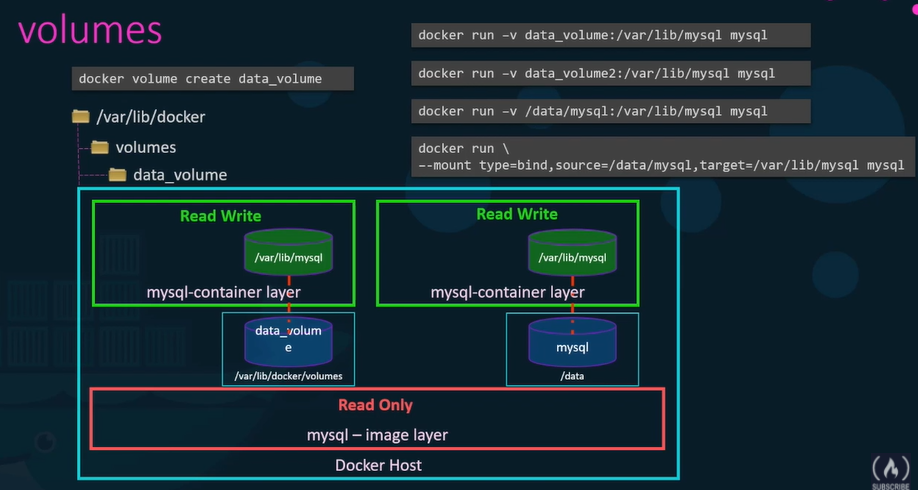 volumes
docker volume create data_volume
/var/lib/docker
volumes
data_volume
docker run –v data_volume:/var/lib/mysql mysql
docker run –v data_volume2:/var/lib/mysql mysql
docker run –v /data/mysql:/var/lib/mysql mysql
docker run \
--mount type=bind,source=/data/mysql,target=/var/lib/mysql mysql
Read Write
/var/lib/mysql
mysql-container layer
data_volum
e
/var/lib/docker/volumes
Read Write
/var/lib/mysql
mysql-container layer
mysql
/data
Read Only
mysql – image layer
Docker Host
SUBSCRIBE